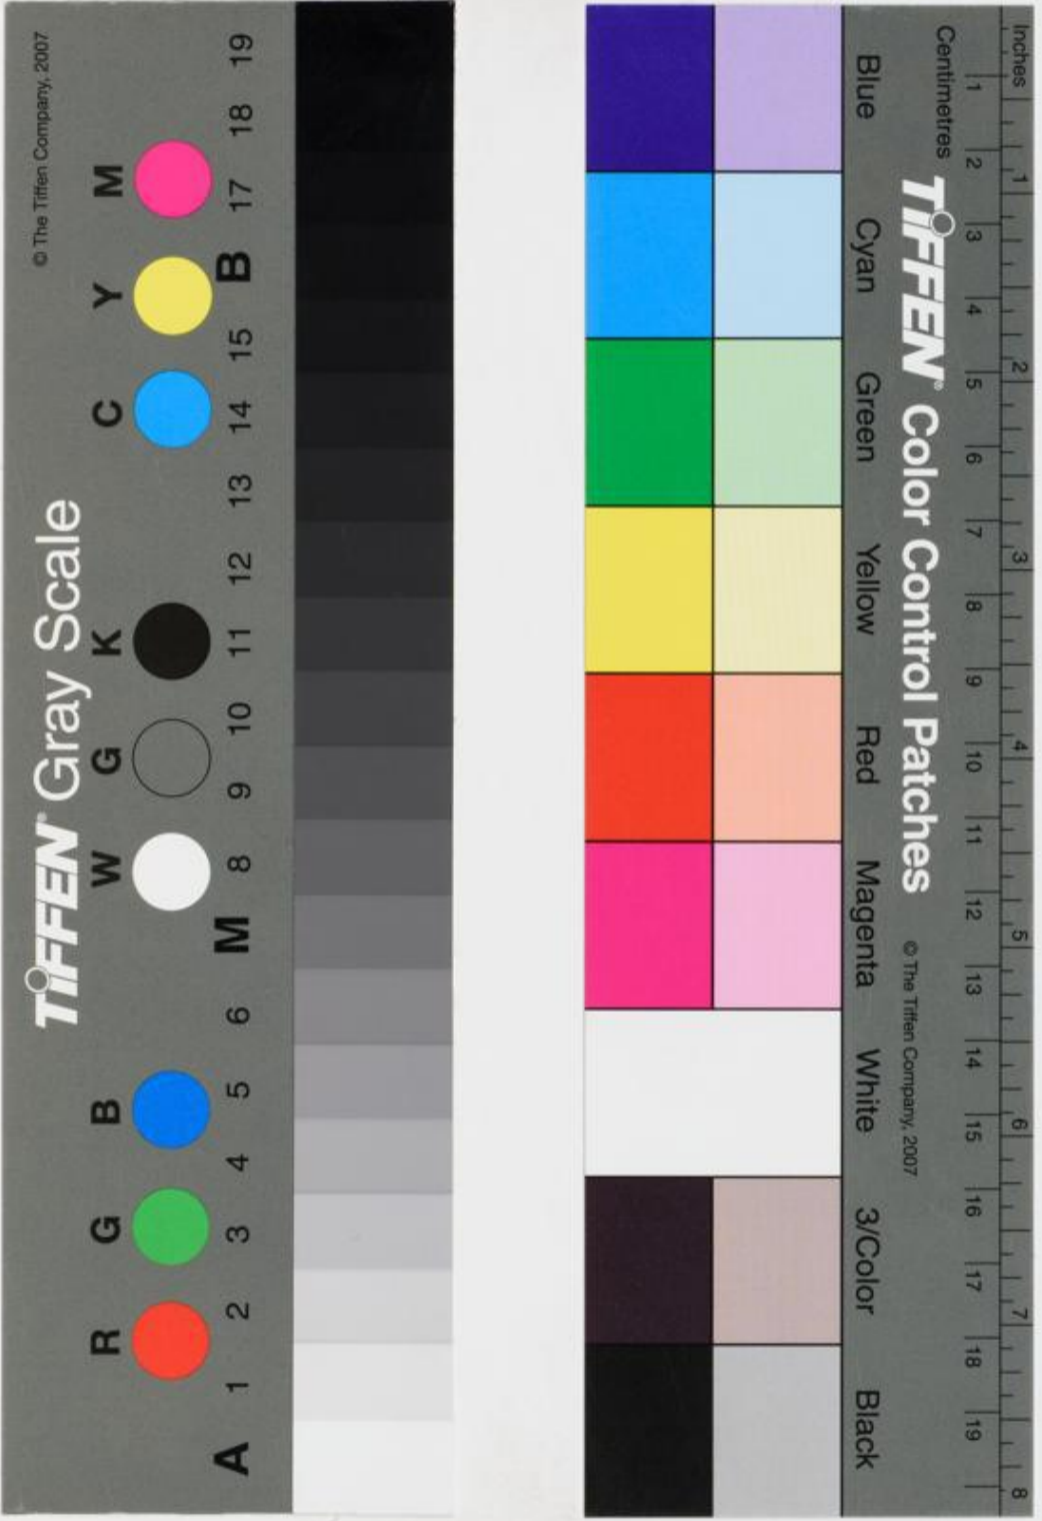 TIFFEN® Gray Scale
© The Tiffen Company, 2007
R G B W G K C Y M
A 1 2 3 4 5 6 M 8 9 10 11 12 13 14 15 B 17 18 19
Inches 1 2 3 4 5 6 7 8
Centimetres 1 2 3 4 5 6 7 8 9 10 11 12 13 14 15 16 17 18 19
TIFFEN® Color Control Patches
© The Tiffen Company, 2007
Blue Cyan Green Yellow Red Magenta White 3/Color Black